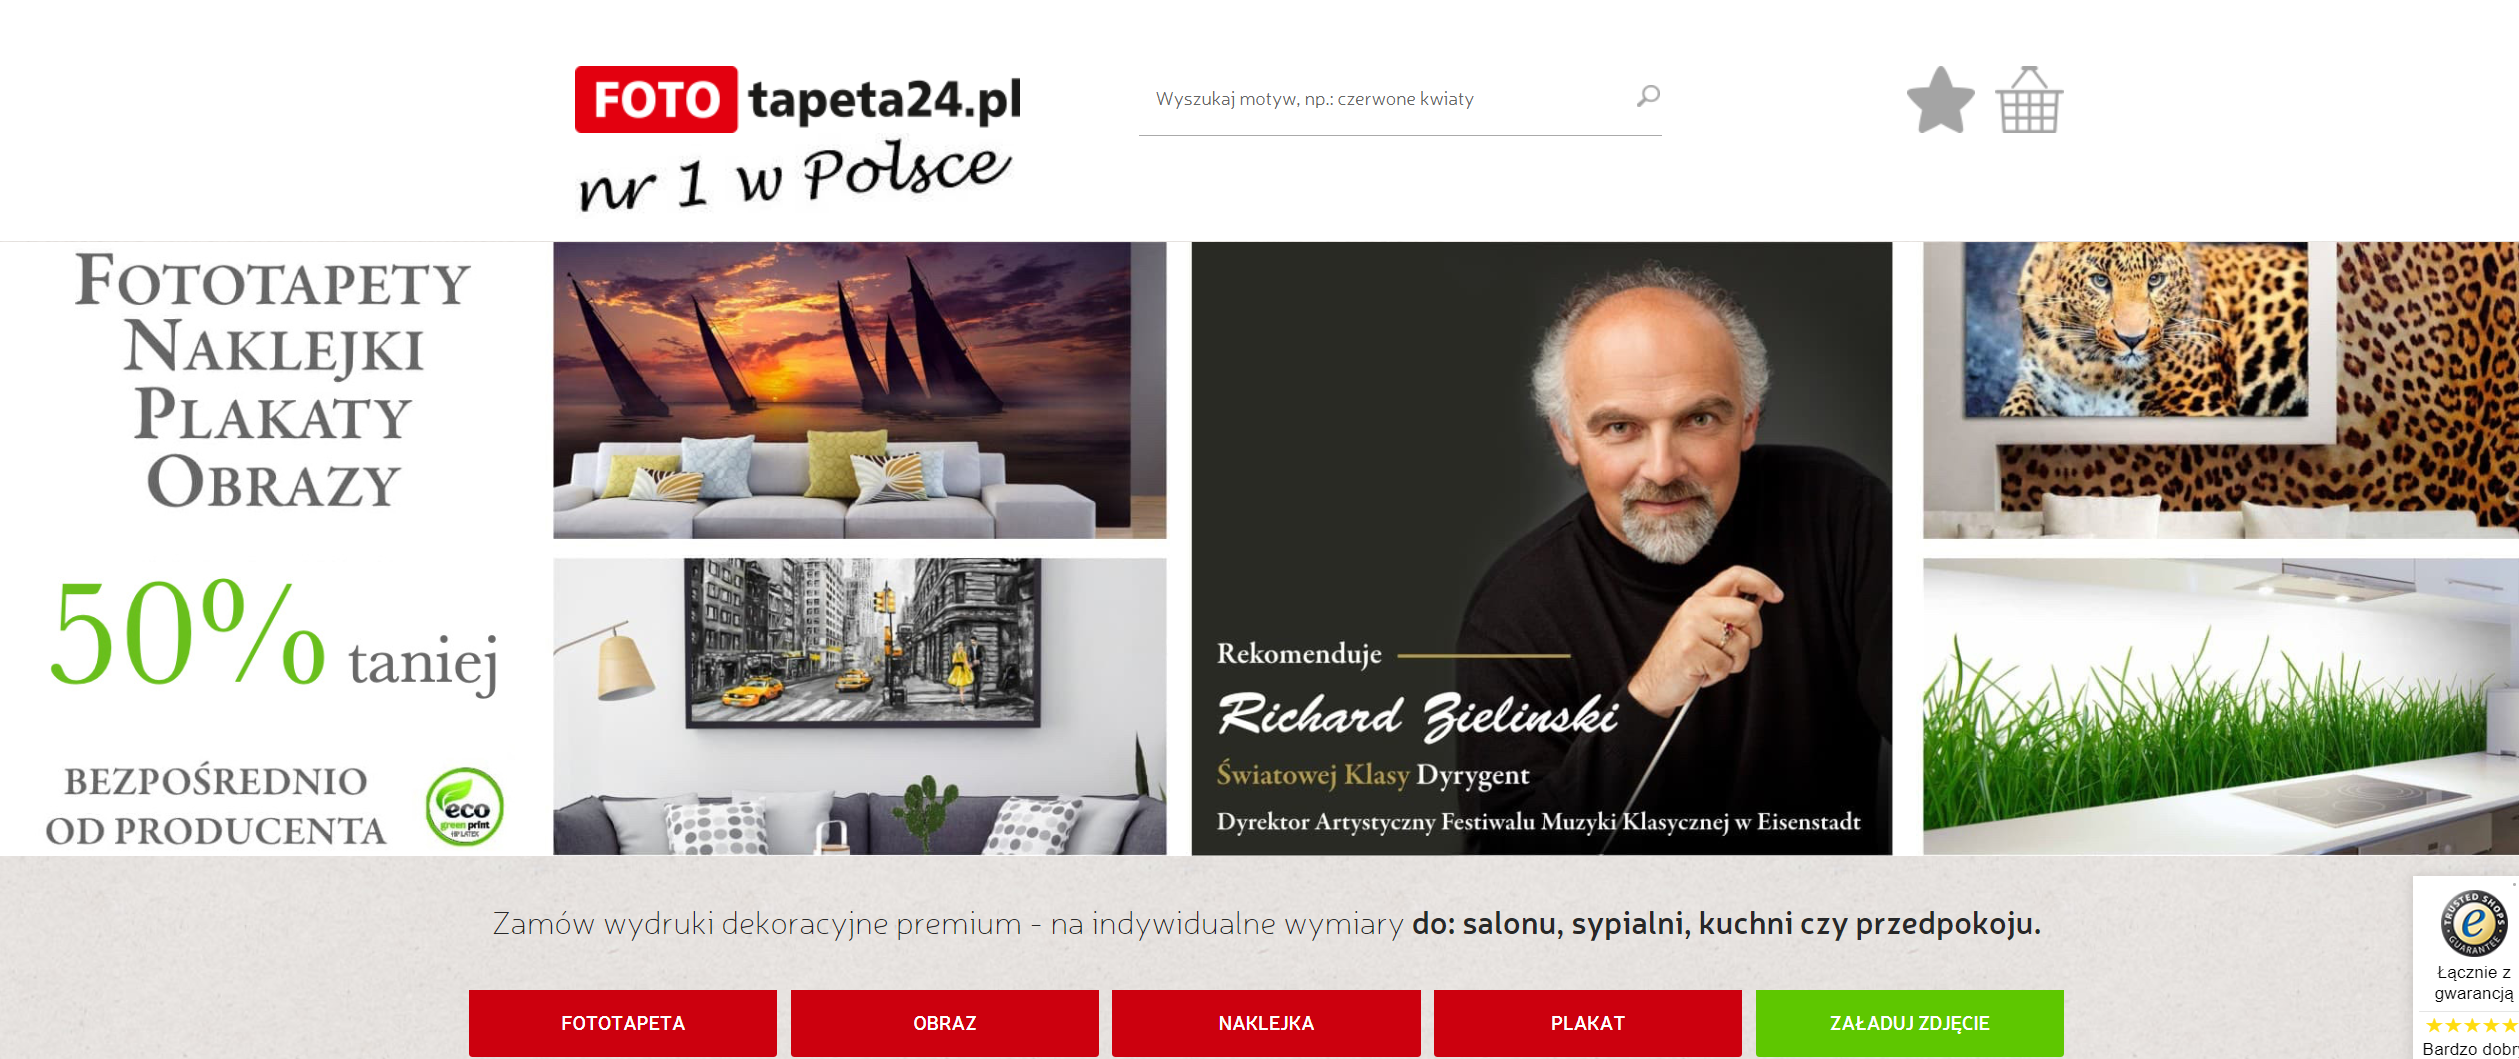 FOTO tapeta24.pl
nr 1 w Polsce
Wyszukaj motyw, np.: czerwone kwiaty
FOTOTAPETY
NAKLEJKI
PLAKATY
OBRAZY
50% taniej
BEZPOŚREDNIO
OD PRODUCENTA
eco
green print
HP LATEX
Rekomenduje
Richard Zielinski
Światowej Klasy Dyrygent
Dyrektor Artystyczny Festiwalu Muzyki Klasycznej w Eisenstadt
Zamów wydruki dekoracyjne premium - na indywidualne wymiary do: salonu, sypialni, kuchni czy przedpokoju.
FOTOTAPETA
OBRAZ
NAKLEJKA
PLAKAT
ZAŁADUJ ZDJĘCIE
TRUSTED SHOPS
e
GUARANTEE
Łącznie z
gwarancją
Bardzo dobr